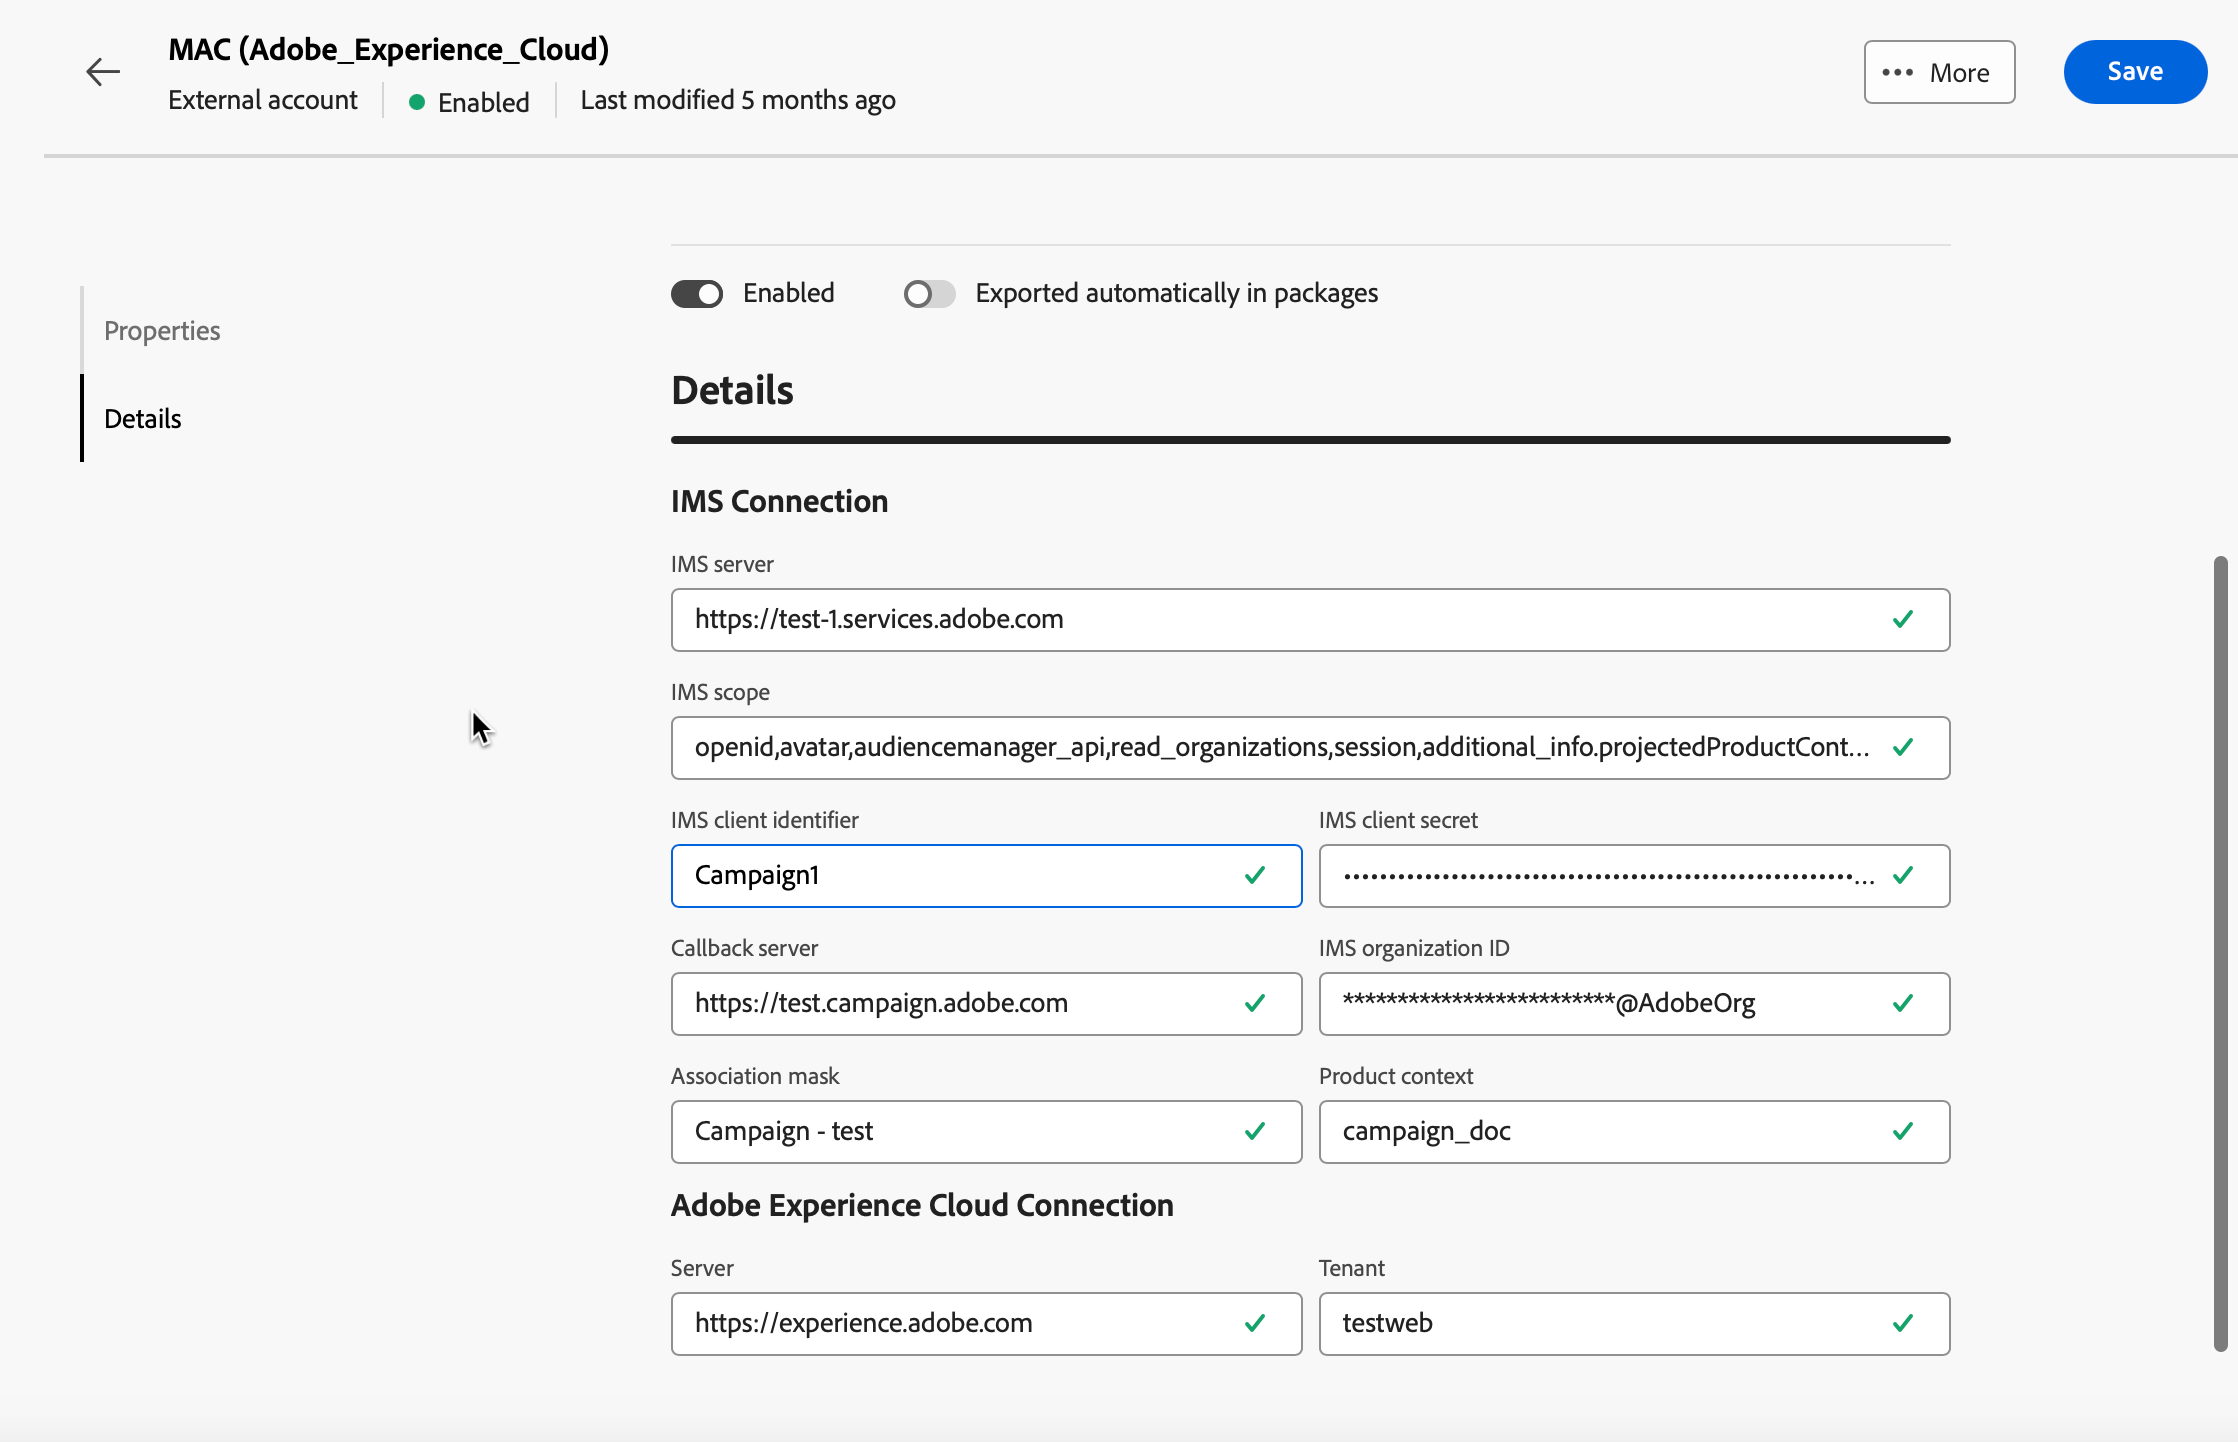 MAC (Adobe_Experience_Cloud)
External account
Enabled
Last modified 5 months ago
More
Save
Enabled
Exported automatically in packages
Properties
Details
Details
IMS Connection
IMS server
https://test-1.services.adobe.com
IMS scope
openid,avatar,audiencemanager_api,read_organizations,session,additional_info.projectedProductCont...
IMS client identifier
IMS client secret
Campaign1
Callback server
IMS organization ID
https://test.campaign.adobe.com
*************************@AdobeOrg
Association mask
Product context
Campaign - test
campaign_doc
Adobe Experience Cloud Connection
Server
Tenant
https://experience.adobe.com
testweb